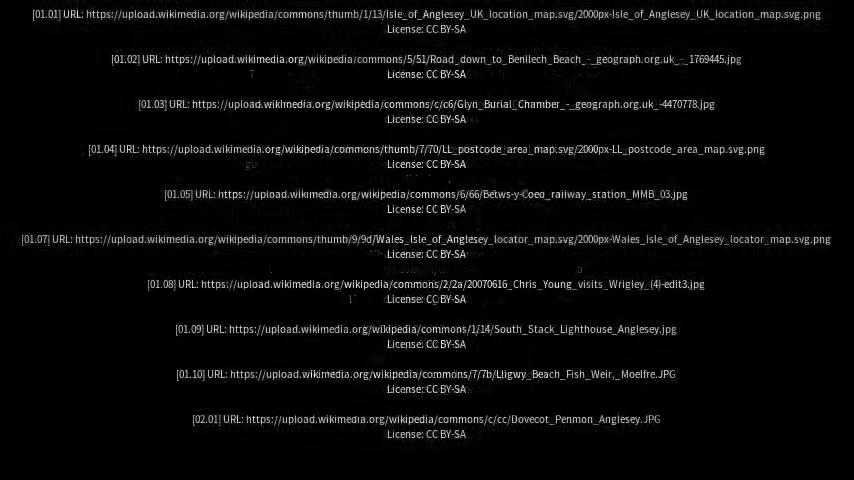 [01.01] URL: https://upload.wikimedia.org/wikipedia/commons/thumb/1/13/Isle_of_Anglesey_UK_location_map.svg/2000px-Isle_of_Anglesey_UK_location_map.svg.png
License: CC BY-SA
[01.02] URL: https://upload.wikimedia.org/wikipedia/commons/5/51/Road_down_to_Benllech_Beach_-_geograph.org.uk_-_1769445.jpg
License: CC BY-SA
[01.03] URL: https://upload.wikimedia.org/wikipedia/commons/c/c6/Glyn_Burial_Chamber_-_geograph.org.uk_-4470778.jpg
License: CC BY-SA
[01.04] URL: https://upload.wikimedia.org/wikipedia/commons/thumb/7/70/LL_postcode_area_map.svg/2000px-LL_postcode_area_map.svg.png
License: CC BY-SA
[01.05] URL: https://upload.wikimedia.org/wikipedia/commons/6/66/Betws-y-Coed_railway_station_MMB_03.jpg
License: CC BY-SA
[01.07] URL: https://upload.wikimedia.org/wikipedia/commons/thumb/9/9d/Wales_Isle_of_Anglesey_locator_map.svg/2000px-Wales_Isle_of_Anglesey_locator_map.svg.png
License: CC BY-SA
[01.08] URL: https://upload.wikimedia.org/wikipedia/commons/2/2a/20070616_Chris_Young_visits_Wrigley_(4)-edit3.jpg
License: CC BY-SA
[01.09] URL: https://upload.wikimedia.org/wikipedia/commons/1/14/South_Stack_Lighthouse_Anglesey.jpg
License: CC BY-SA
[01.10] URL: https://upload.wikimedia.org/wikipedia/commons/7/7b/Lligwy_Beach_Fish_Weir,_Moelfre.JPG
License: CC BY-SA
[02.01] URL: https://upload.wikimedia.org/wikipedia/commons/c/cc/Dovecot_Penmon_Anglesey.JPG
License: CC BY-SA